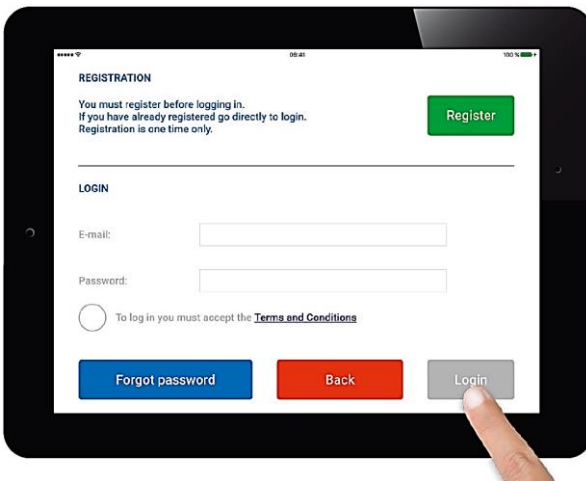 09:41
100 %
REGISTRATION
You must register before logging in.
If you have already registered go directly to login.
Registration is one time only.
Register
LOGIN
E-mail:
Password:
To log in you must accept the Terms and Conditions
Forgot password
Back
Login